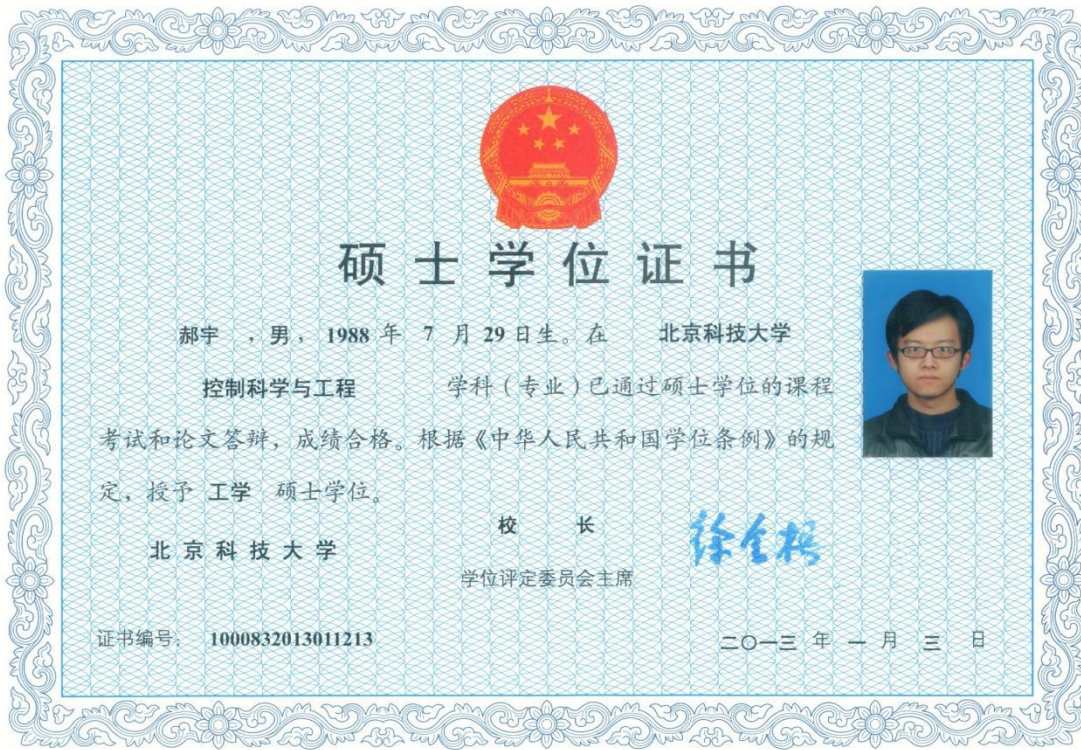 硕士学位证书
郝宇 ，男，1988 年 7 月 29 日生。在 北京科技大学
控制科学与工程 学科（专业）已通过硕士学位的课程
考试和论文答辩，成绩合格。根据《中华人民共和国学位条例》的规
定，授予 工学 硕士学位。
校 长
徐金梧
北京科技大学
学位评定委员会主席
证书编号： 1000832013011213
二〇一三 年 一 月 三 日